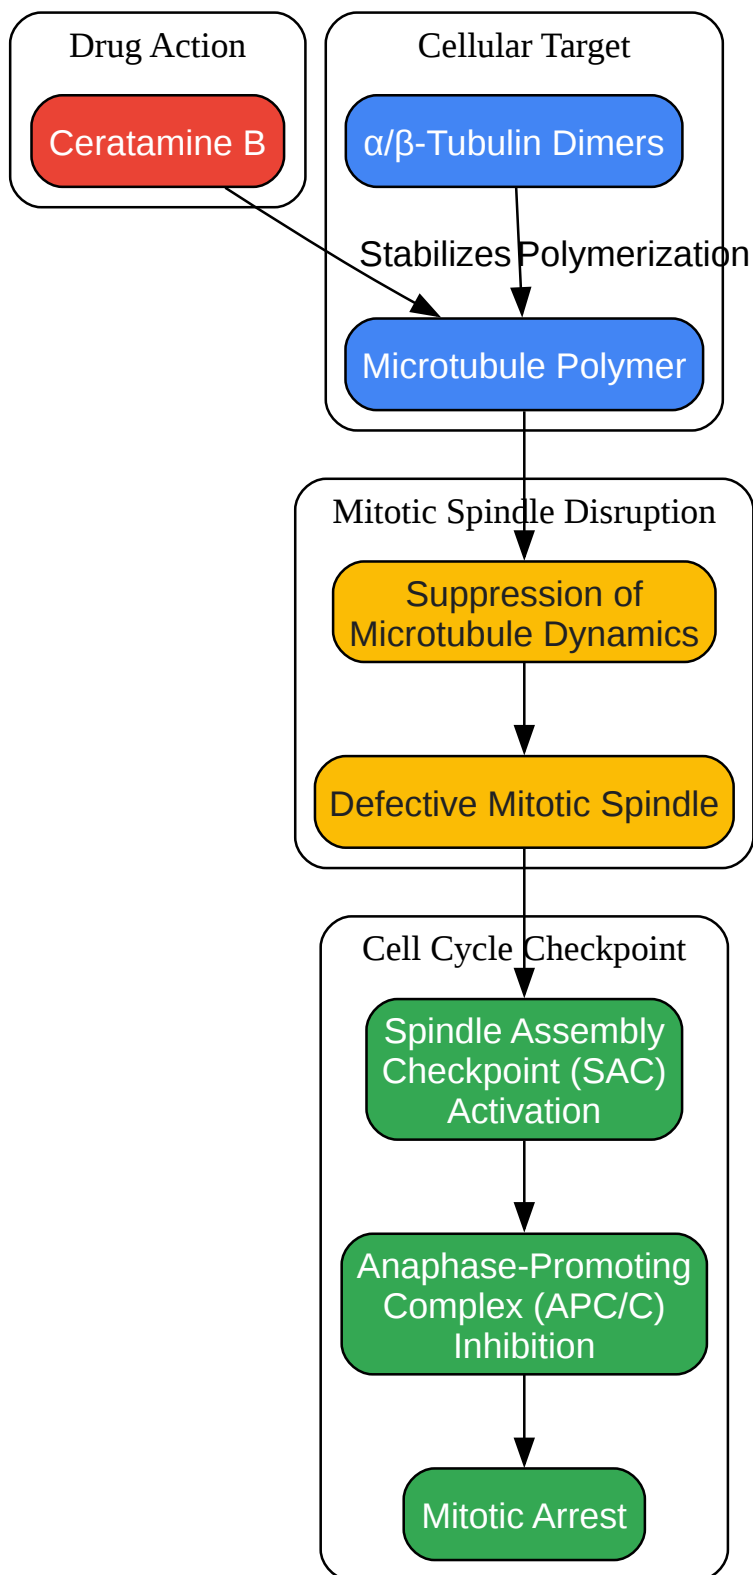 Drug Action
Cellular Target
Ceratamine B
α/β-Tubulin Dimers
Stabilizes
Polymerization
Microtubule Polymer
Mitotic Spindle Disruption
Suppression of
Microtubule Dynamics
Defective Mitotic Spindle
Cell Cycle Checkpoint
Spindle Assembly
Checkpoint (SAC)
Activation
Anaphase-Promoting
Complex (APC/C)
Inhibition
Mitotic Arrest